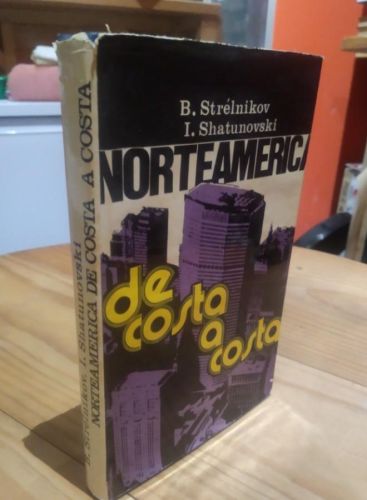 B. Strélnikov
I. Shatunovski
NORTEAMERICA
de
costa
a
costa
B. Strélnikov I. Shatunovski
NORTEAMERICA DE COSTA A COSTA